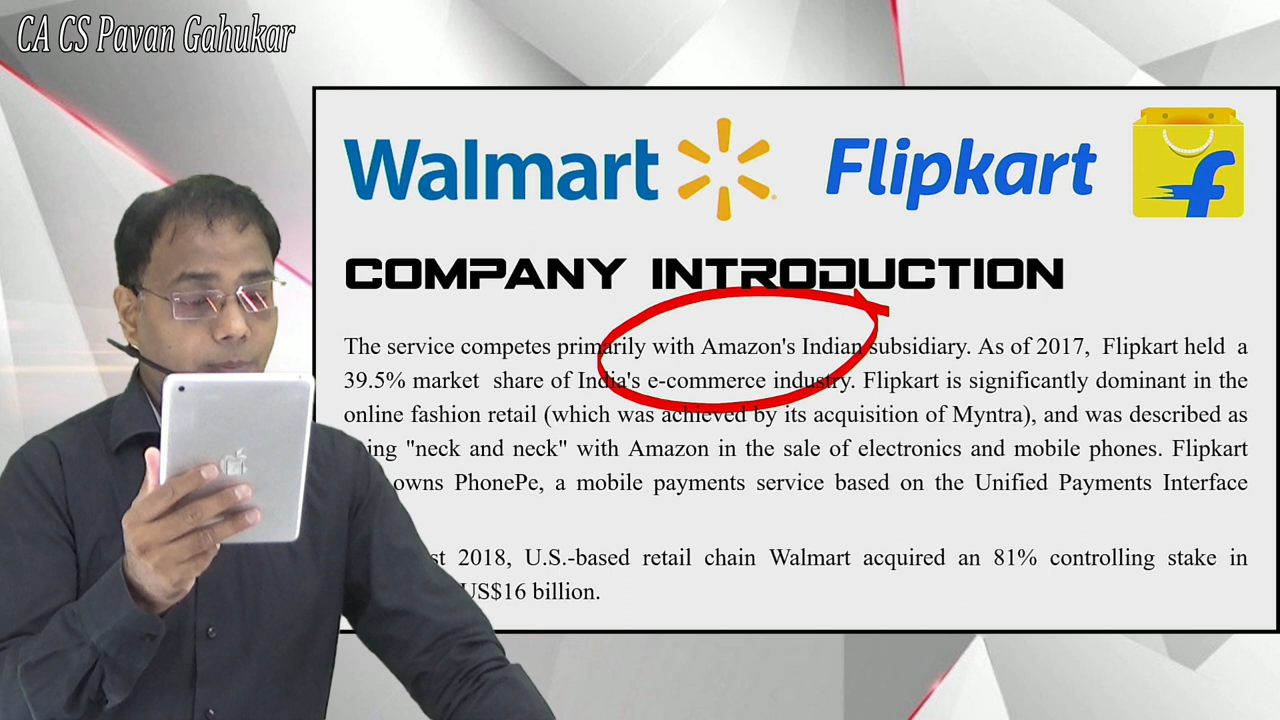 CA CS Pavan Gahukar
Walmart Flipkart
f
COMPANY INTRODUCTION
The service competes primarily with Amazon's Indian subsidiary. As of 2017, Flipkart held a
39.5% market share of India's e-commerce industry. Flipkart is significantly dominant in the
online fashion retail (which was achieved by its acquisition of Myntra), and was described as
"neck and neck" with Amazon in the sale of electronics and mobile phones. Flipkart
owns PhonePe, a mobile payments service based on the Unified Payments Interface
2018, U.S.-based retail chain Walmart acquired an 81% controlling stake in
US$16 billion.